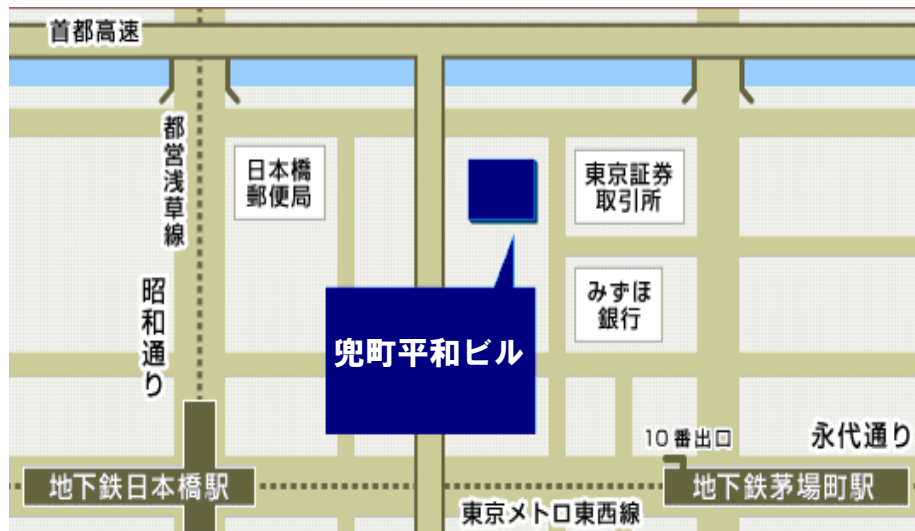 首都高速
都営浅草線
日本橋
郵便局
東京証券
取引所
昭和通り
みずほ
銀行
兜町平和ビル
10番出口
永代通り
地下鉄日本橋駅
地下鉄茅場町駅
東京メトロ東西線